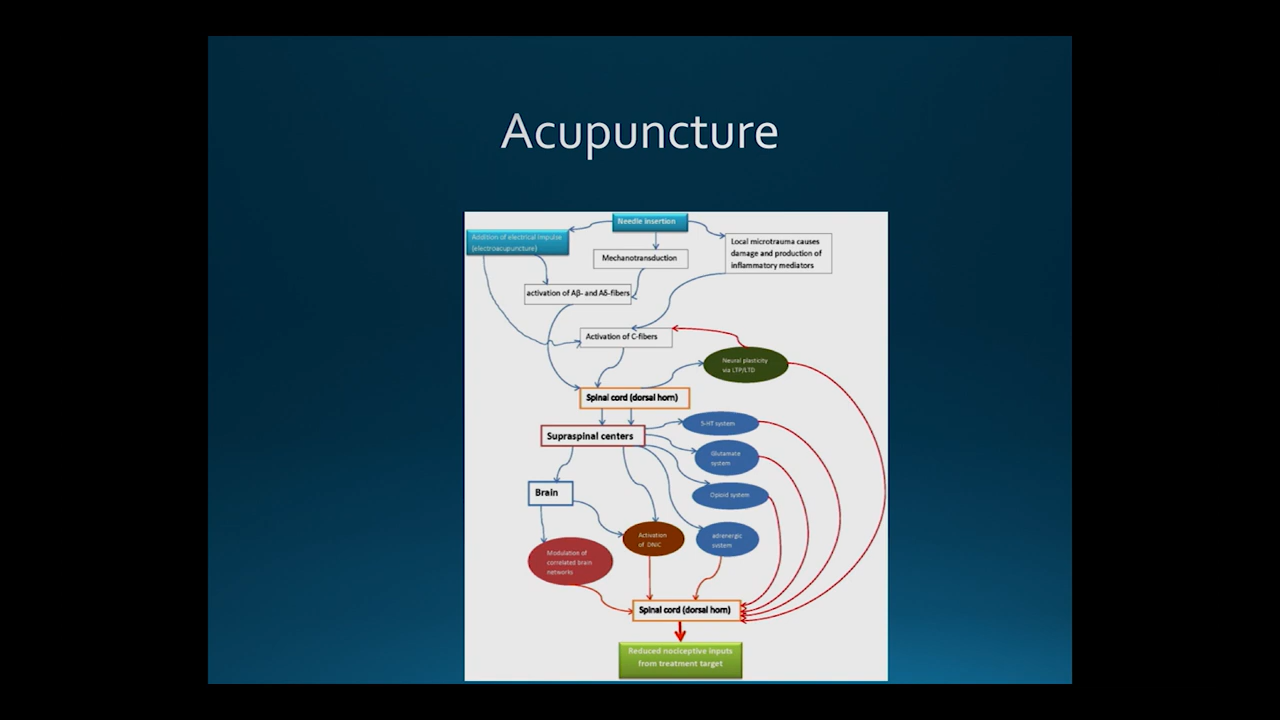 Acupuncture
Needle insertion
Addition of electrical impulse
(electroacupuncture)
Mechanotransduction
Local microtrauma causes
damage and production of
inflammatory mediators
activation of Aβ- and Aδ-fibers
Activation of C-fibers
Neural plasticity
via LTP/LTD
Spinal cord (dorsal horn)
5-HT system
Supraspinal centers
Glutamate
system
Brain
Opioid system
Activation
of DNIC
adrenergic
system
Modulation of
correlated brain
networks
Spinal cord (dorsal horn)
Reduced nociceptive inputs
from treatment target